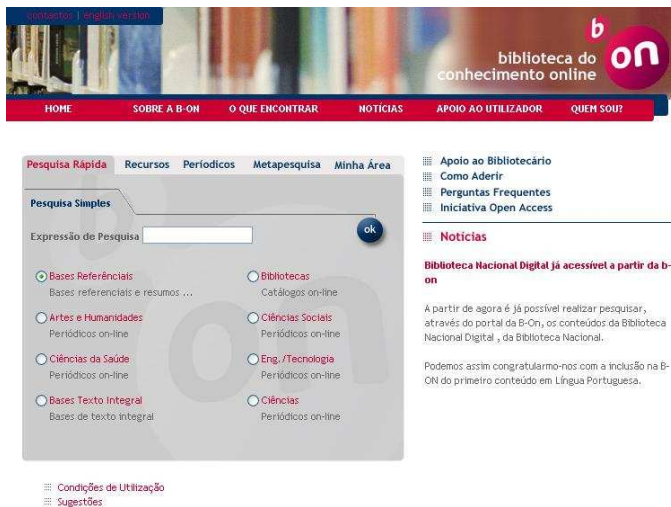 contactos | english version
b on
biblioteca do
conhecimento online
HOME SOBRE A B-ON O QUE ENCONTRAR NOTÍCIAS APOIO AO UTILIZADOR QUEM SOU?
Pesquisa Rápida Recursos Periodicos Metapesquisa Minha Área
Pesquisa Simples
Expressão de Pesquisa ok
Bases Referênciais
Bases referenciais e resumos ...
Bibliotecas
Catálogos on-line
Artes e Humanidades
Periódicos on-line
Ciências Sociais
Periódicos on-line
Ciências da Saúde
Periódicos on-line
Eng./Tecnologia
Periódicos on-line
Bases Texto Integral
Bases de texto integral
Ciências
Periódicos on-line
Condições de Utilização
Sugestões
Apoio ao Bibliotecário
Como Aderir
Perguntas Frequentes
Iniciativa Open Access
Notícias
Biblioteca Nacional Digital já acessível a partir da b-
on
A partir de agora é já possível realizar pesquisar,
através do portal da B-On, os conteúdos da Biblioteca
Nacional Digital , da Biblioteca Nacional.
Podemos assim congratularmo-nos com a inclusão na B-
ON do primeiro conteúdo em Língua Portuguesa.